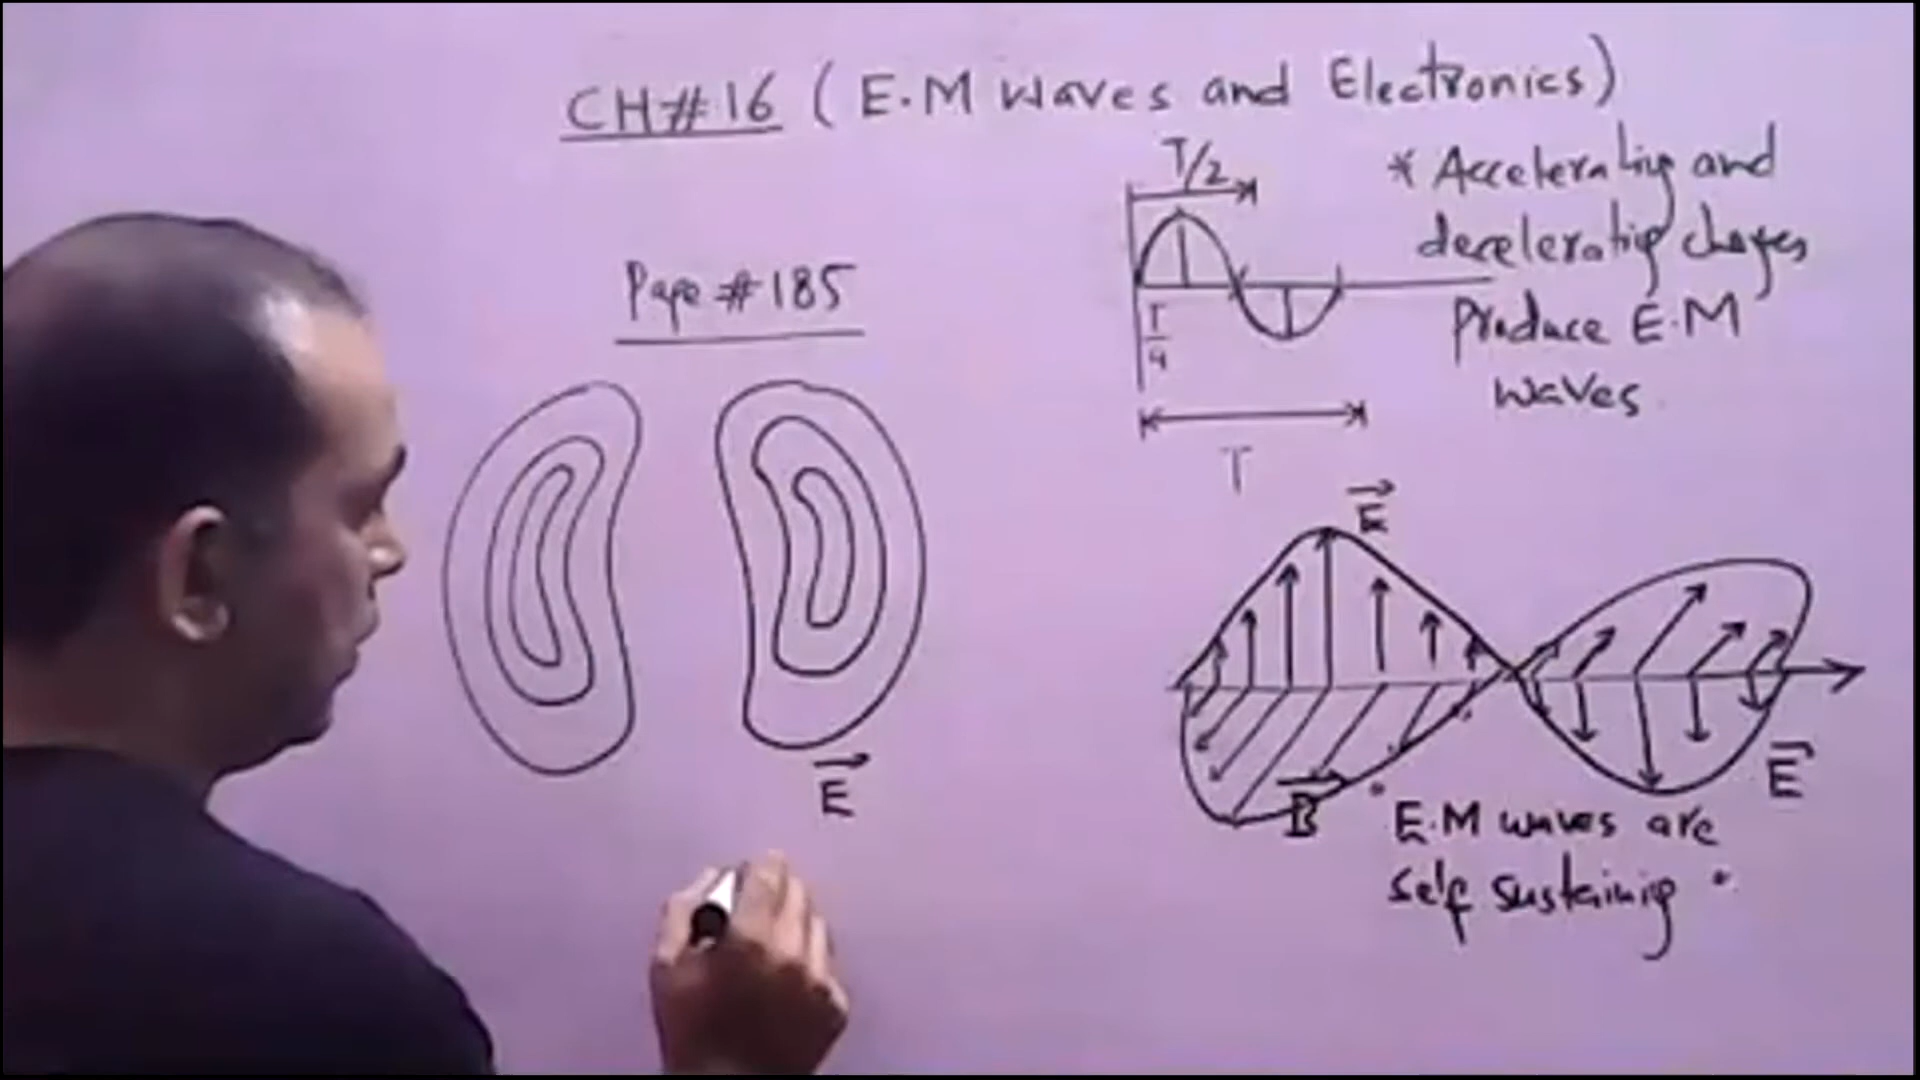 CH#16 (E.M Waves and Electronics)
T/2
* Accelerating and
decelerating charges
Produce E.M
waves
Page #185
T
4
T
E
E
E
B
E.M waves are
self sustaining